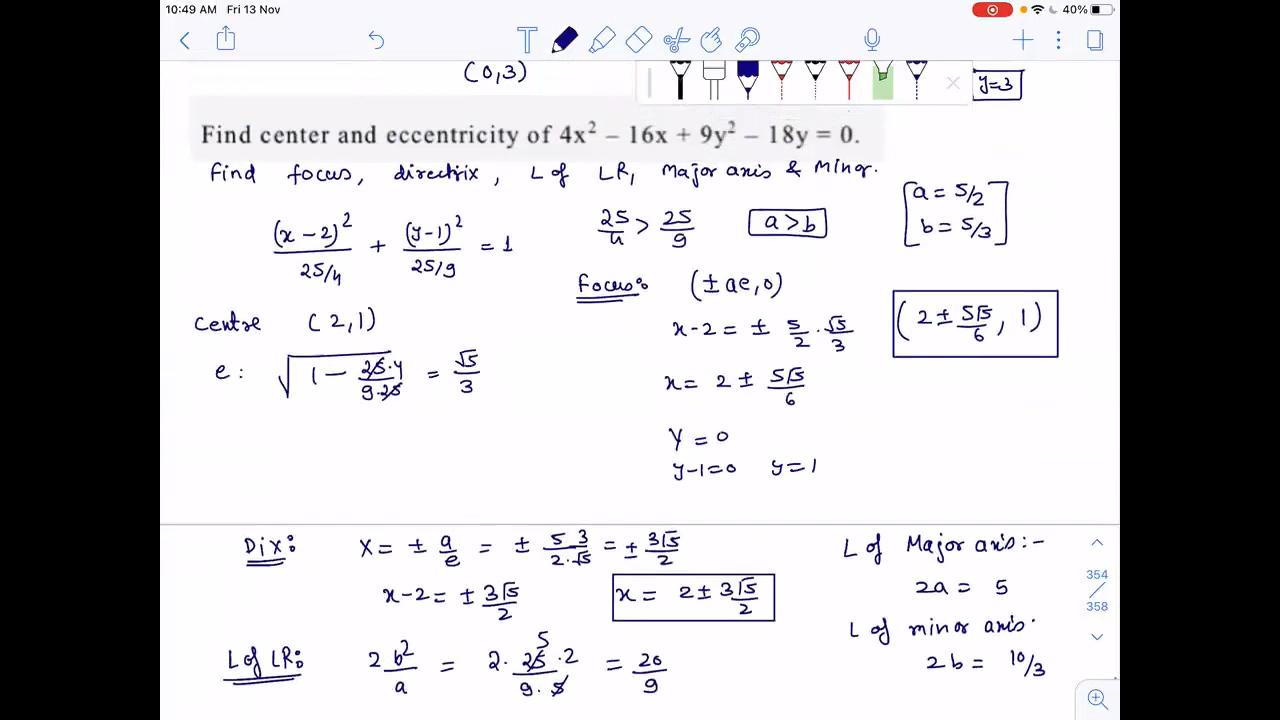 10:49 AM Fri 13 Nov
40%
(0,3)
y=3
Find center and eccentricity of 4x² – 16x + 9y² – 18y = 0.
Find focus, directrix, L of LR, Major axis & Minor.
(x-2)²/25/4 + (y-1)²/25/9 = 1
25/4 > 25/9
a>b
a = 5/2
b = 5/3
Focus: (±ae,0)
Centre (2,1)
x-2 = ± 5/2 · √5/3
(2 ± 5√5/6, 1)
e: √1 - 25·4/9·25 = √5/3
x = 2 ± 5√5/6
Y = 0
y-1=0 y=1
Dix: X = ± a/e = ± 5·3/2·√5 = ± 3√5/2
x-2 = ± 3√5/2
x = 2 ± 3√5/2
L of LR: 2b²/a = 2·25·2/9·5 = 20/9
5
L of Major axis:-
2a = 5
L of minor axis:
2b = 10/3
354
/
358